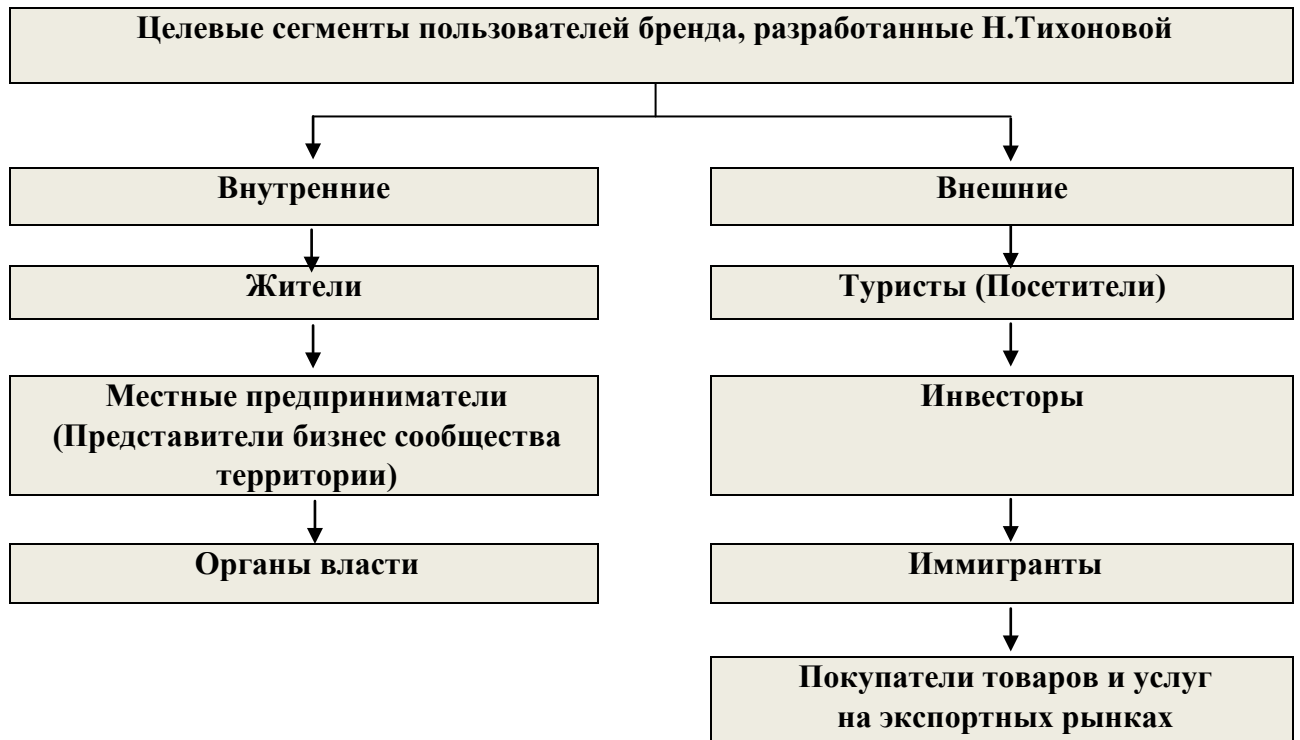 Целевые сегменты пользователей бренда, разработанные Н.Тихоновой
Внутренние
Внешние
Жители
Туристы (Посетители)
Местные предприниматели
(Представители бизнес сообщества
территории)
Инвесторы
Органы власти
Иммигранты
Покупатели товаров и услуг
на экспортных рынках